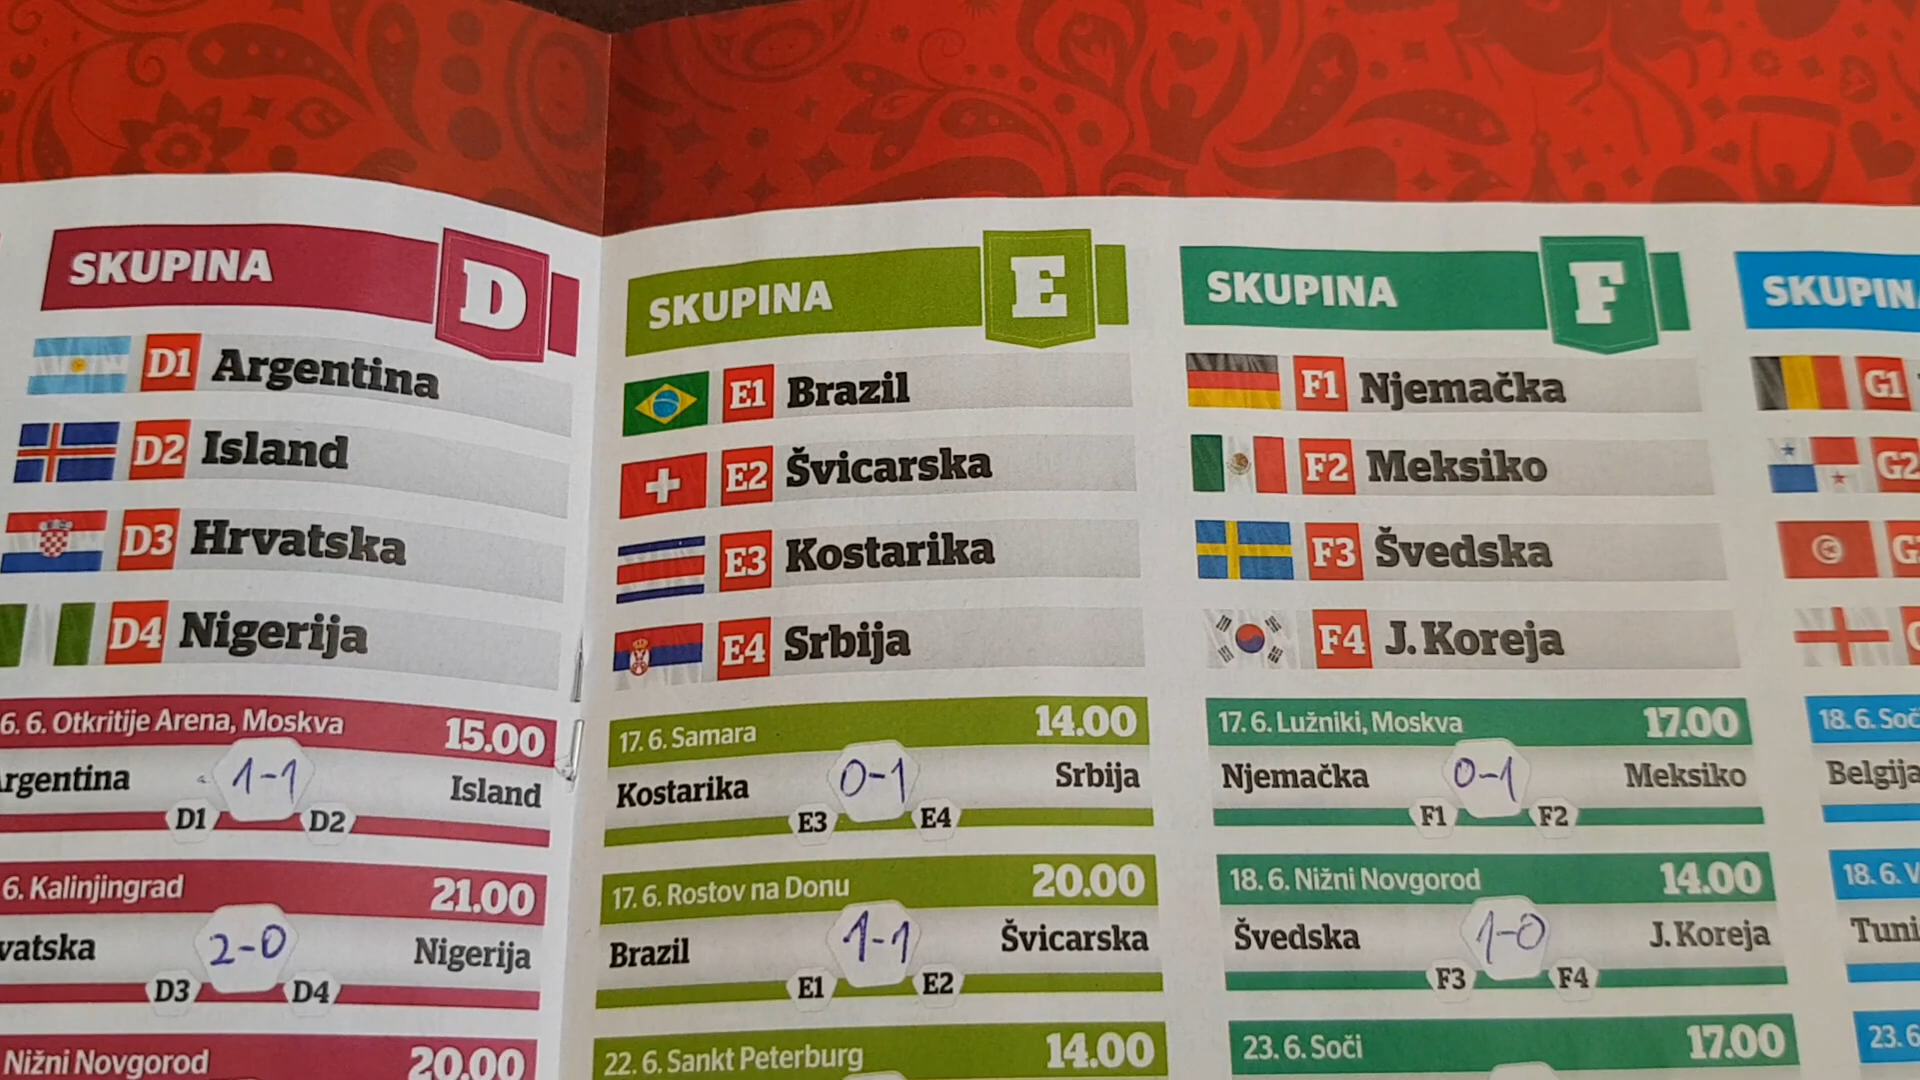 SKUPINA D
D1 Argentina
D2 Island
D3 Hrvatska
D4 Nigerija
6. 6. Otkritije Arena, Moskva 15.00
rgentina 1-1 Island
D1 D2
6. Kalinjingrad 21.00
vatska 2-0 Nigerija
D3 D4
Nižni Novgorod 20.00
SKUPINA E
E1 Brazil
E2 Švicarska
E3 Kostarika
E4 Srbija
17. 6. Samara 14.00
Kostarika 0-1 Srbija
E3 E4
17. 6. Rostov na Donu 20.00
Brazil 1-1 Švicarska
E1 E2
22. 6. Sankt Peterburg 14.00
SKUPINA F
F1 Njemačka
F2 Meksiko
F3 Švedska
F4 J. Koreja
17. 6. Lužniki, Moskva 17.00
Njemačka 0-1 Meksiko
F1 F2
18. 6. Nižni Novgorod 14.00
Švedska 1-0 J. Koreja
F3 F4
23. 6. Soči 17.00
SKUPIN
G1
G2
G
18. 6. Soč
Belgija
18. 6. V
Tuni
23. 6